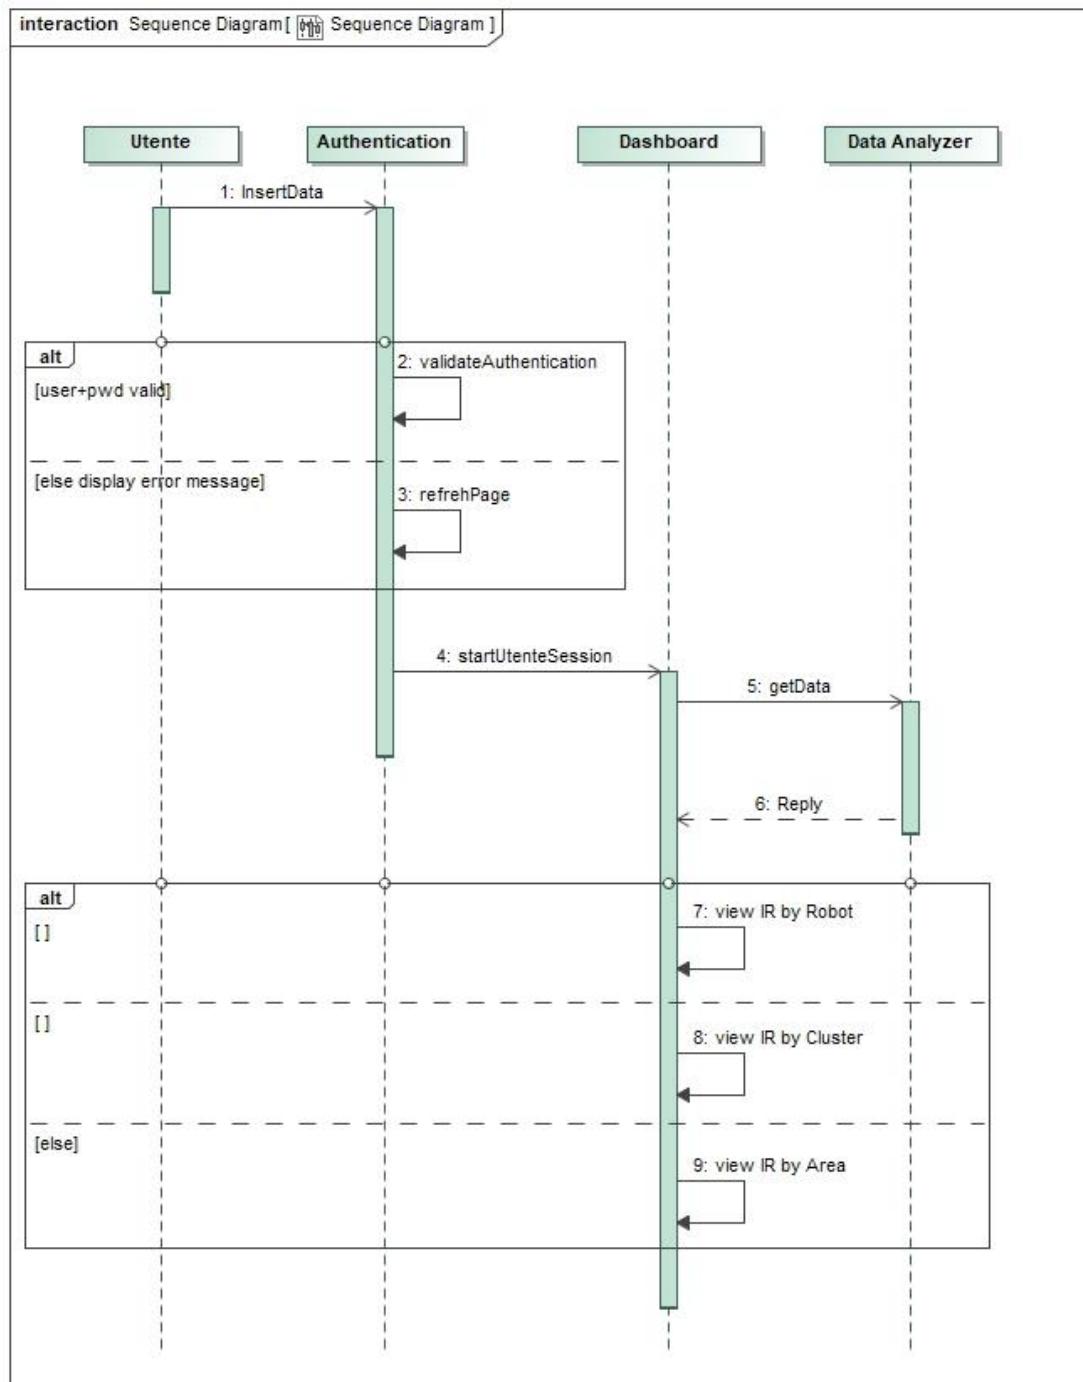 interaction Sequence Diagram[ Sequence Diagram ]
Utente
Authentication
Dashboard
Data Analyzer
1: InsertData
alt
2: validateAuthentication
[user+pwd valid]
[else display error message]
3: refrehPage
4: startUtenteSession
5: getData
6: Reply
alt
7: view IR by Robot
[ ]
[ ]
8: view IR by Cluster
[else]
9: view IR by Area